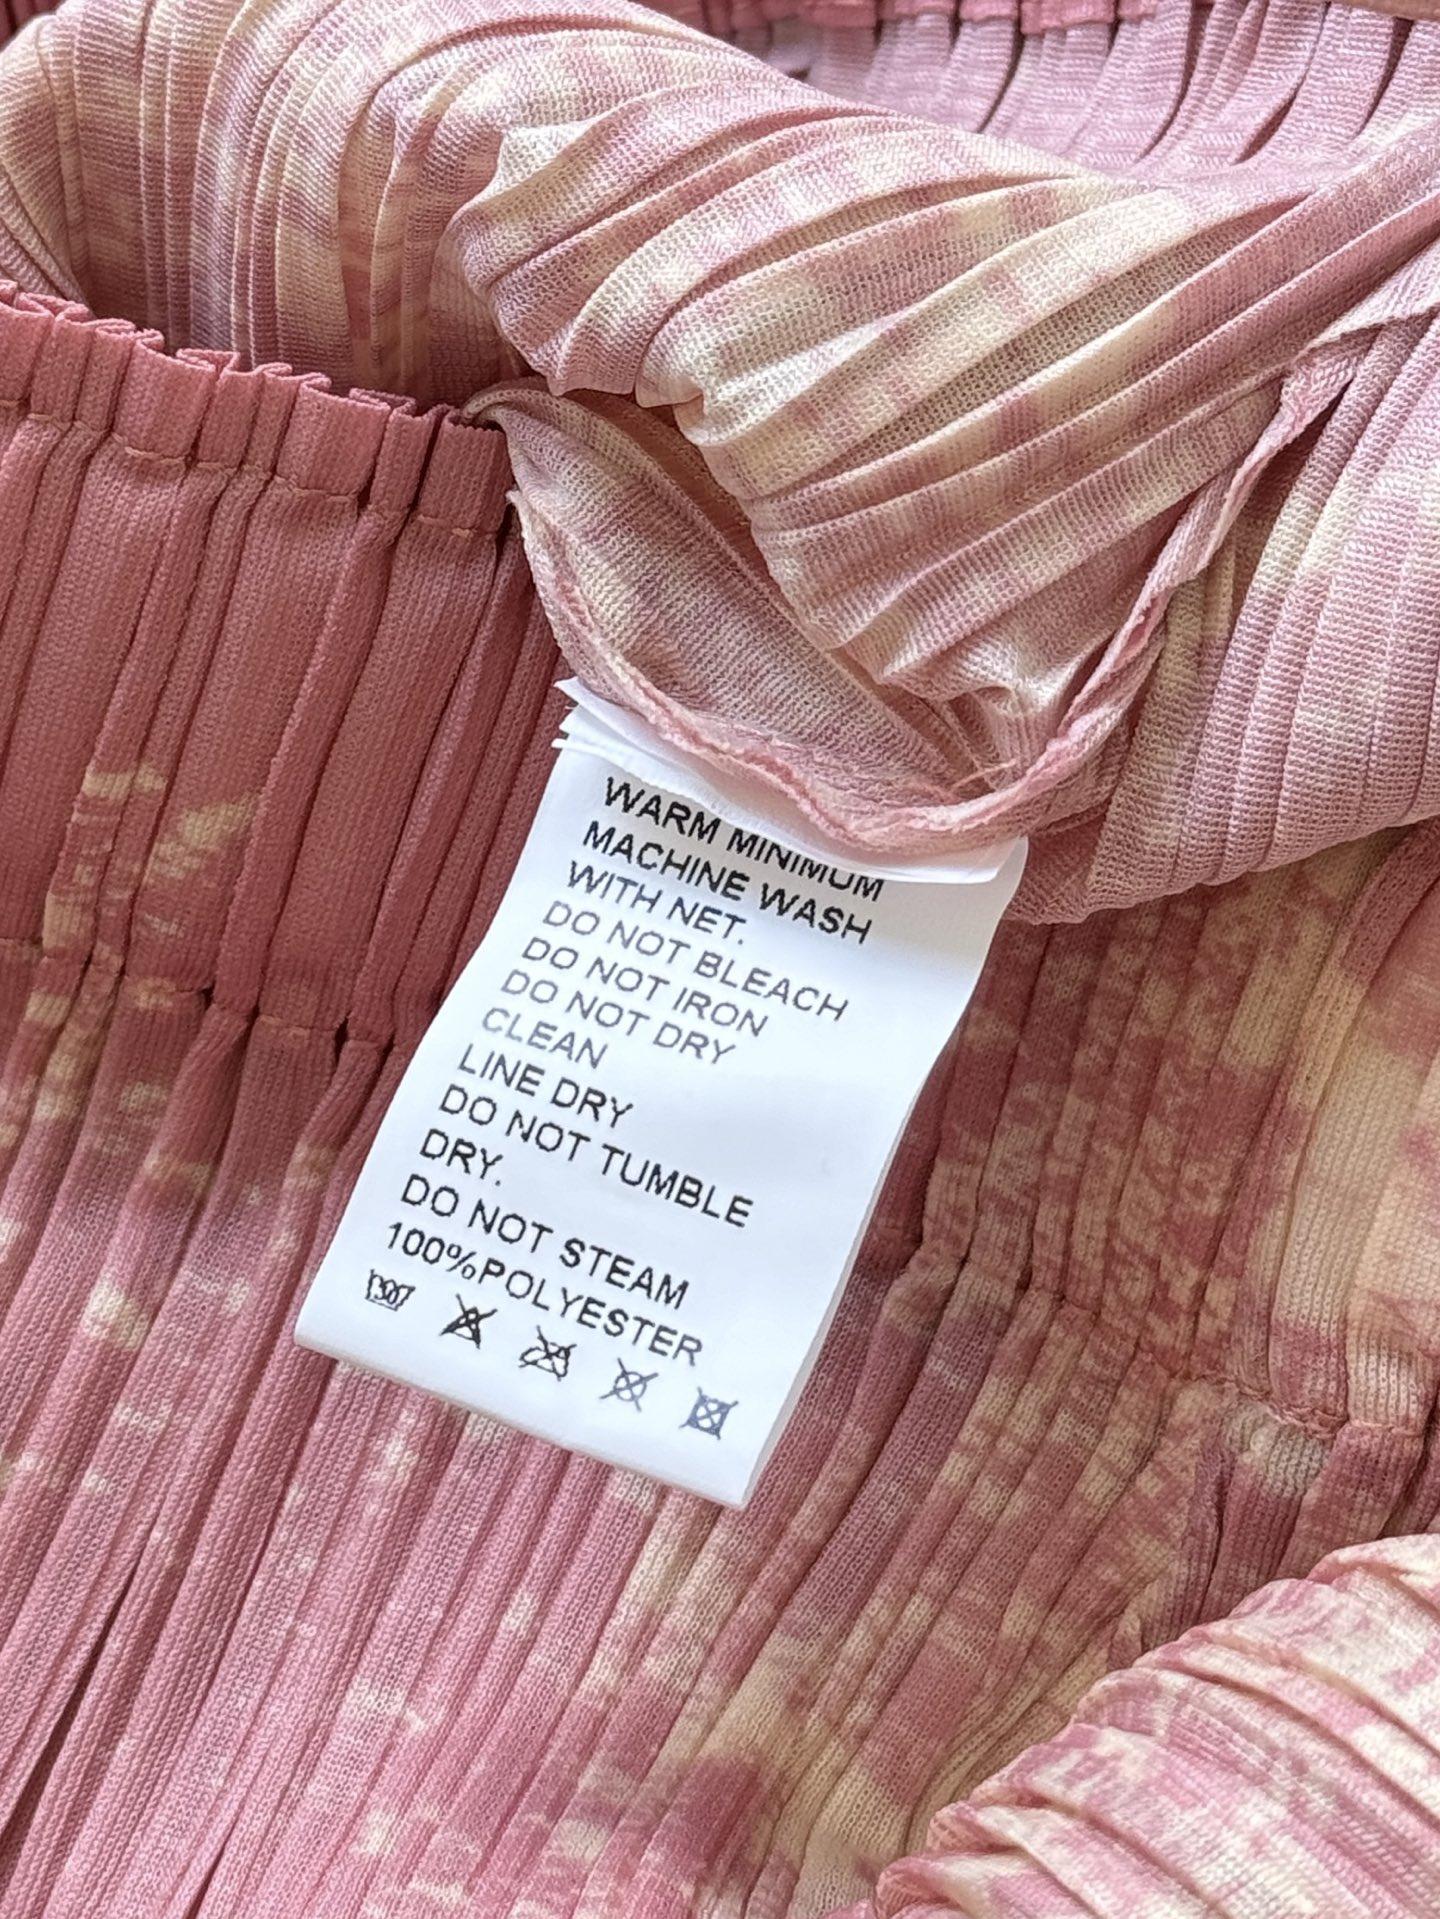 WARM MINIMUM
MACHINE WASH
WITH NET.
DO NOT BLEACH
DO NOT IRON
DO NOT DRY
CLEAN
LINE DRY
DO NOT TUMBLE
DRY.
DO NOT STEAM
100%POLYESTER